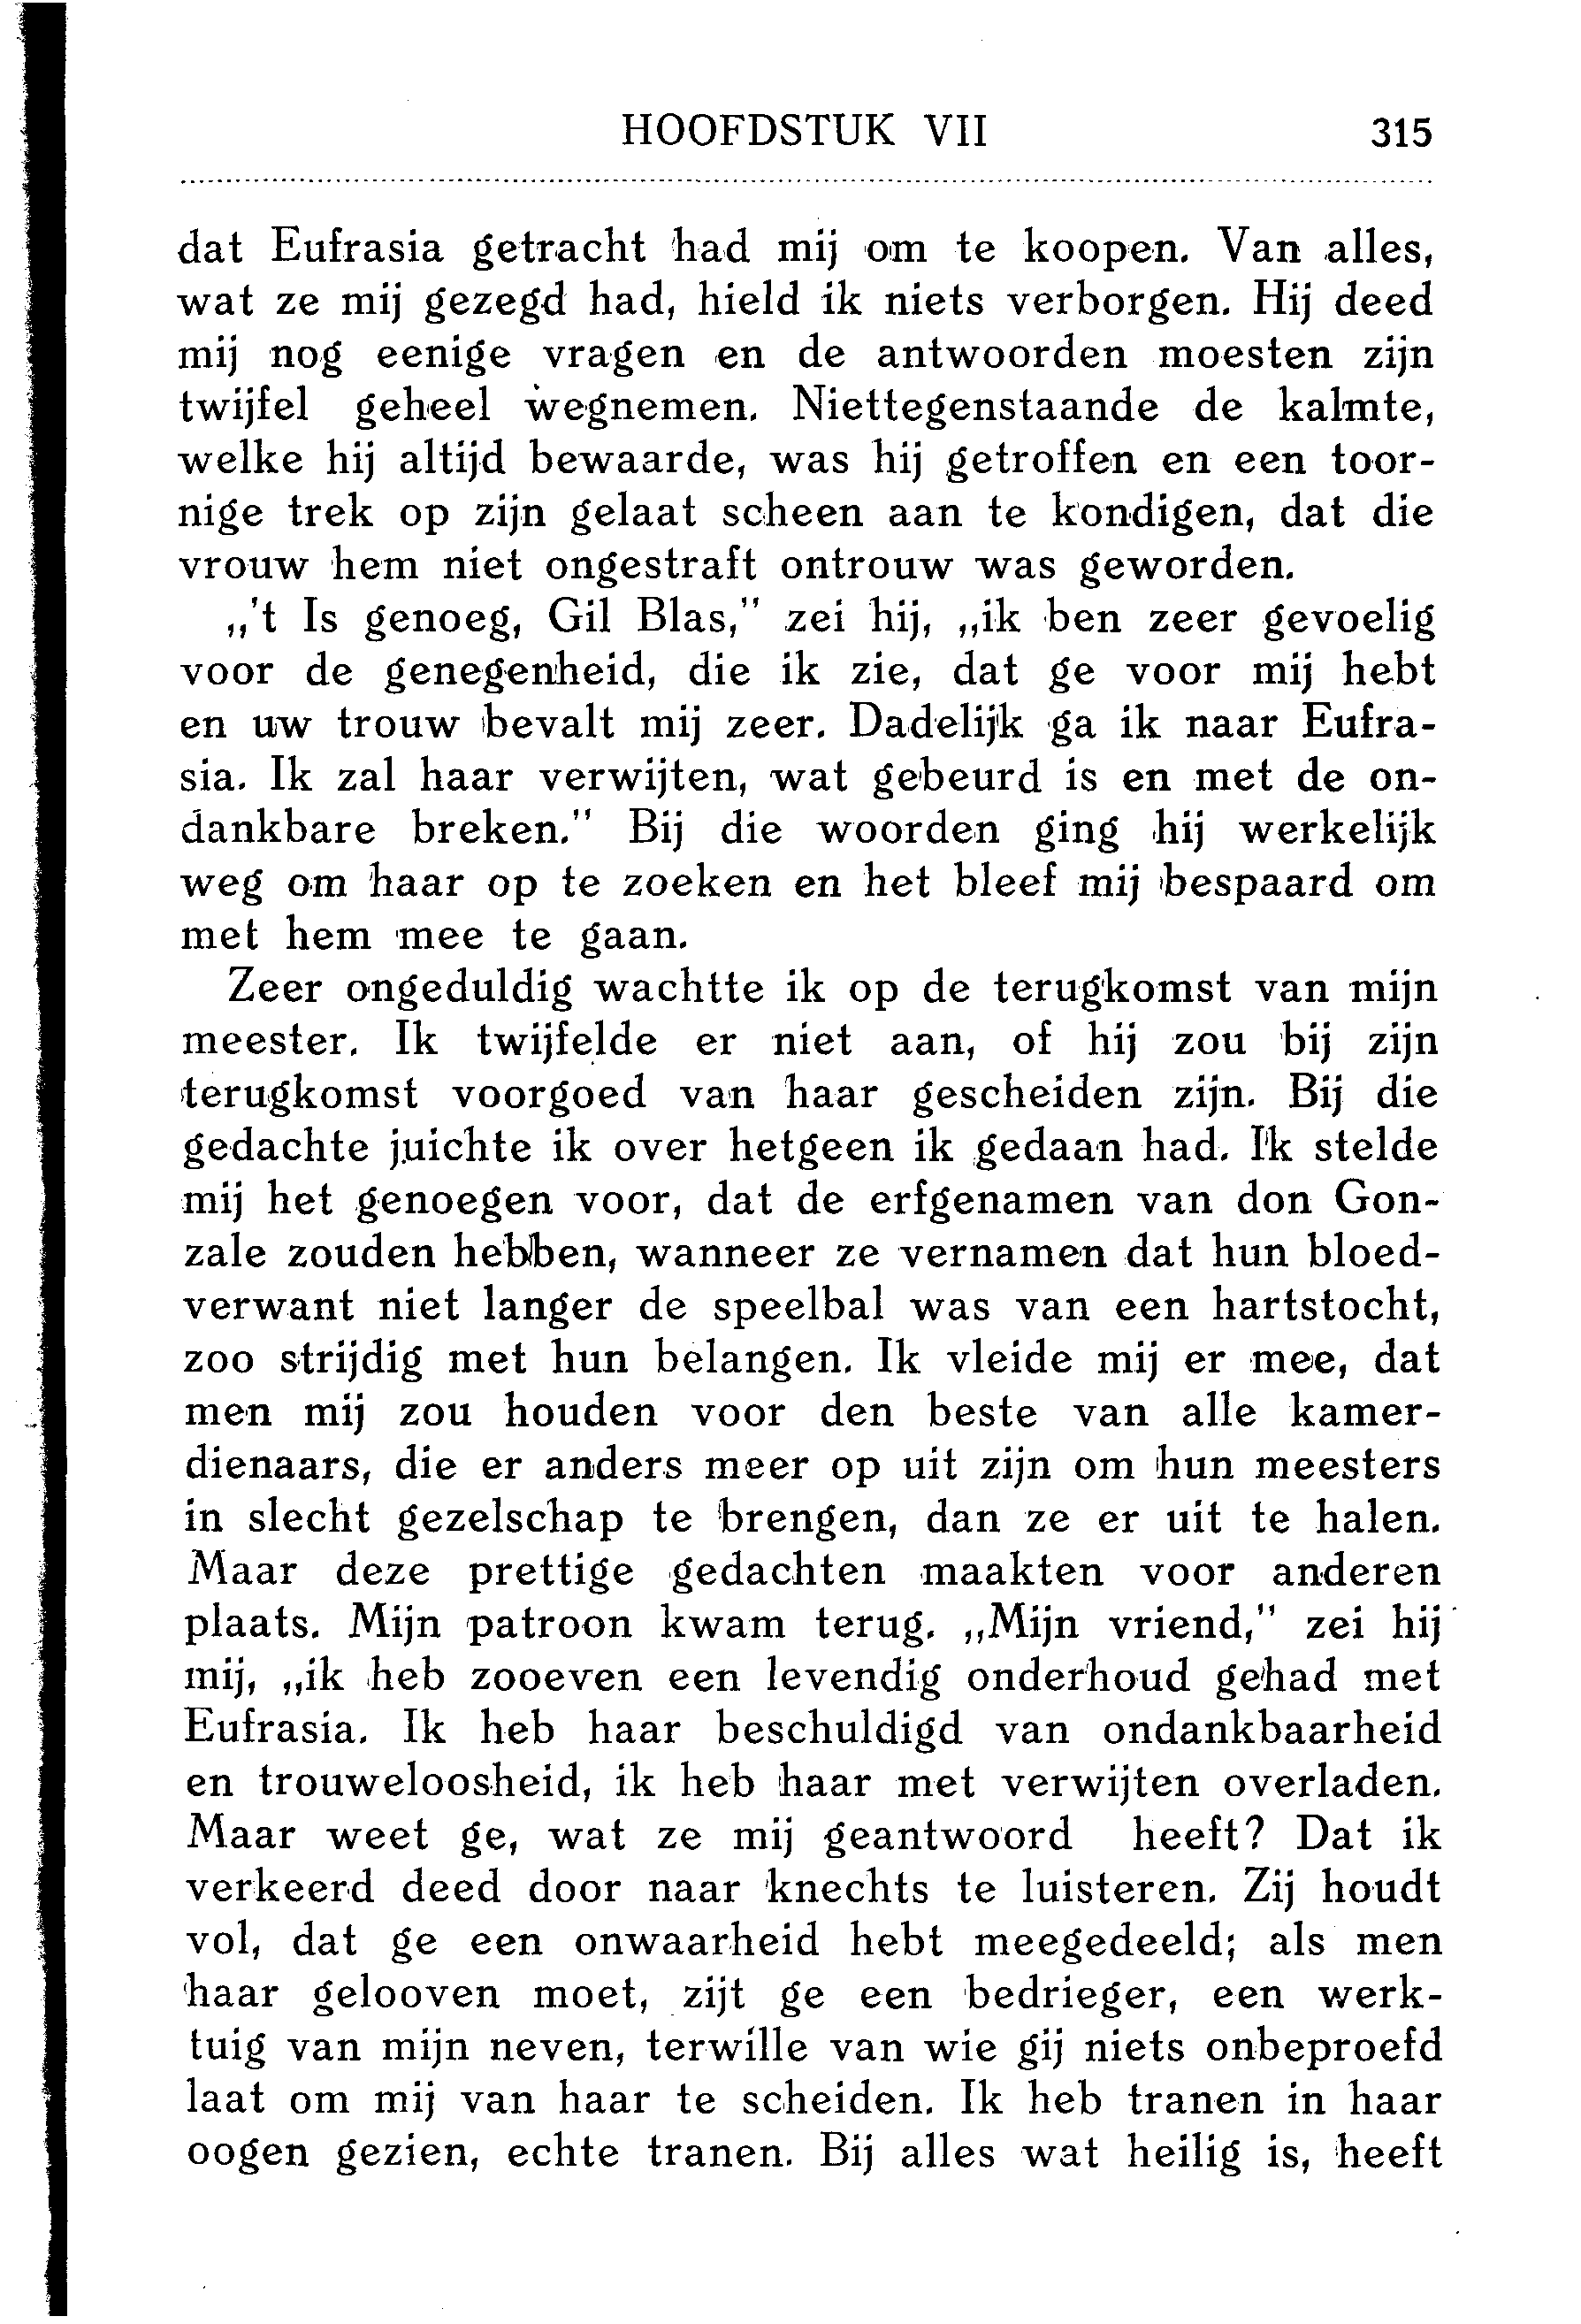 HOOFDSTUK VII 315
dat Eufrasia getracht had mij om te koopen. Van alles,
wat ze mij gezegd had, hield ik niets verborgen. Hij deed
mij nog eenige vragen en de antwoorden moesten zijn
twijfel geheel wegnemen. Niettegenstaande de kalmte,
welke hij altijd bewaarde, was hij getroffen en een toor-
nige trek op zijn gelaat scheen aan te kondigen, dat die
vrouw hem niet ongestraft ontrouw was geworden.
„'t Is genoeg, Gil Blas," zei hij, „ik ben zeer gevoelig
voor de genegenheid, die ik zie, dat ge voor mij hebt
en uw trouw bevalt mij zeer. Dadelijk ga ik naar Eufra-
sia. Ik zal haar verwijten, wat gebeurd is en met de on-
dankbare breken." Bij die woorden ging hij werkelijk
weg om haar op te zoeken en het bleef mij bespaard om
met hem mee te gaan.
Zeer ongeduldig wachtte ik op de terugkomst van mijn
meester. Ik twijfelde er niet aan, of hij zou bij zijn
terugkomst voorgoed van haar gescheiden zijn. Bij die
gedachte juichte ik over hetgeen ik gedaan had. Ik stelde
mij het genoegen voor, dat de erfgenamen van don Gon-
zale zouden hebben, wanneer ze vernamen dat hun bloed-
verwant niet langer de speelbal was van een hartstocht,
zoo strijdig met hun belangen. Ik vleide mij er mee, dat
men mij zou houden voor den beste van alle kamer-
dienaars, die er anders meer op uit zijn om hun meesters
in slecht gezelschap te brengen, dan ze er uit te halen.
Maar deze prettige gedachten maakten voor anderen
plaats. Mijn patroon kwam terug. „Mijn vriend," zei hij
mij, „ik heb zooeven een levendig onderhoud gehad met
Eufrasia. Ik heb haar beschuldigd van ondankbaarheid
en trouweloosheid, ik heb haar met verwijten overladen.
Maar weet ge, wat ze mij geantwoord heeft? Dat ik
verkeerd deed door naar knechts te luisteren. Zij houdt
vol, dat ge een onwaarheid hebt meegedeeld; als men
haar gelooven moet, zijt ge een bedrieger, een werk-
tuig van mijn neven, terwille van wie gij niets onbeproefd
laat om mij van haar te scheiden. Ik heb tranen in haar
oogen gezien, echte tranen. Bij alles wat heilig is, heeft